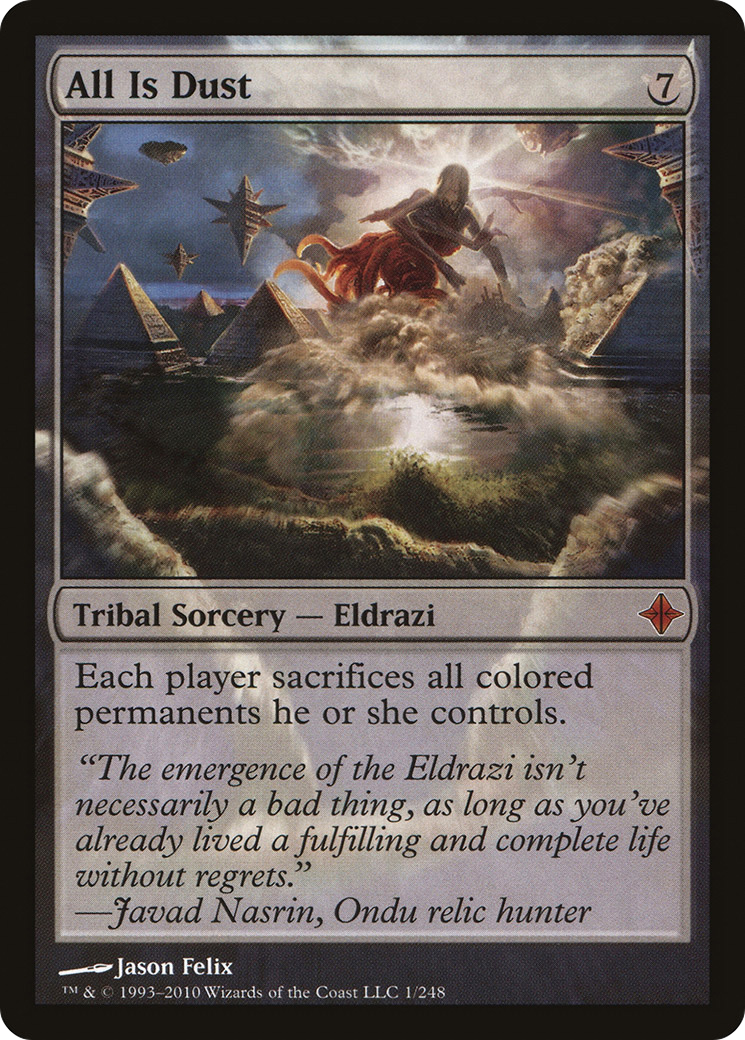 All Is Dust
7
Tribal Sorcery — Eldrazi
Each player sacrifices all colored
permanents he or she controls.
“The emergence of the Eldrazi isn’t
necessarily a bad thing, as long as you’ve
already lived a fulfilling and complete life
without regrets.”
—Javad Nasrin, Ondu relic hunter
Jason Felix
™ & © 1993–2010 Wizards of the Coast LLC 1/248